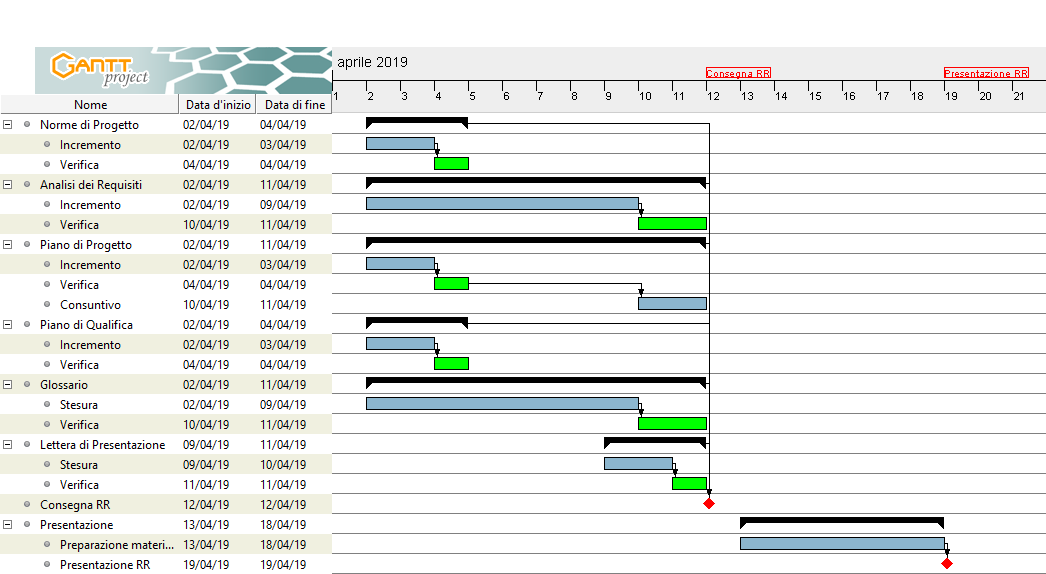 GANTT project
aprile 2019
Consegna RR Presentazione RR
Nome Data d'inizio Data di fine 1 2 3 4 5 6 7 8 9 10 11 12 13 14 15 16 17 18 19 20 21
Norme di Progetto 02/04/19 04/04/19
Incremento 02/04/19 03/04/19
Verifica 04/04/19 04/04/19
Analisi dei Requisiti 02/04/19 11/04/19
Incremento 02/04/19 09/04/19
Verifica 10/04/19 11/04/19
Piano di Progetto 02/04/19 11/04/19
Incremento 02/04/19 03/04/19
Verifica 04/04/19 04/04/19
Consuntivo 10/04/19 11/04/19
Piano di Qualifica 02/04/19 04/04/19
Incremento 02/04/19 03/04/19
Verifica 04/04/19 04/04/19
Glossario 02/04/19 11/04/19
Stesura 02/04/19 09/04/19
Verifica 10/04/19 11/04/19
Lettera di Presentazione 09/04/19 11/04/19
Stesura 09/04/19 10/04/19
Verifica 11/04/19 11/04/19
Consegna RR 12/04/19 12/04/19
Presentazione 13/04/19 18/04/19
Preparazione materi... 13/04/19 18/04/19
Presentazione RR 19/04/19 19/04/19